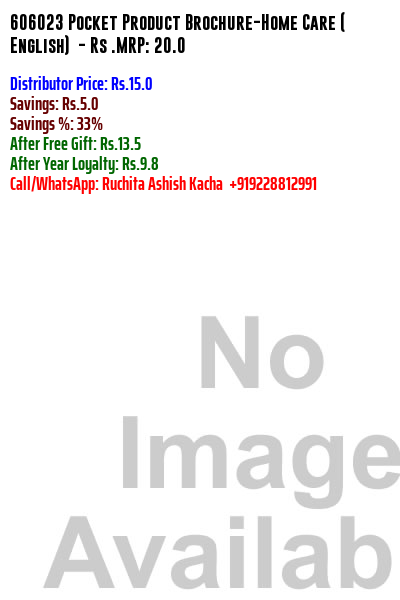 606023 Pocket Product Brochure-Home Care (
English)  - Rs .MRP: 20.0
Distributor Price: Rs.15.0
Savings: Rs.5.0
Savings %: 33%
After Free Gift: Rs.13.5
After Year Loyalty: Rs.9.8
Call/WhatsApp: Ruchita Ashish Kacha  +919228812991
No
Image
Availab